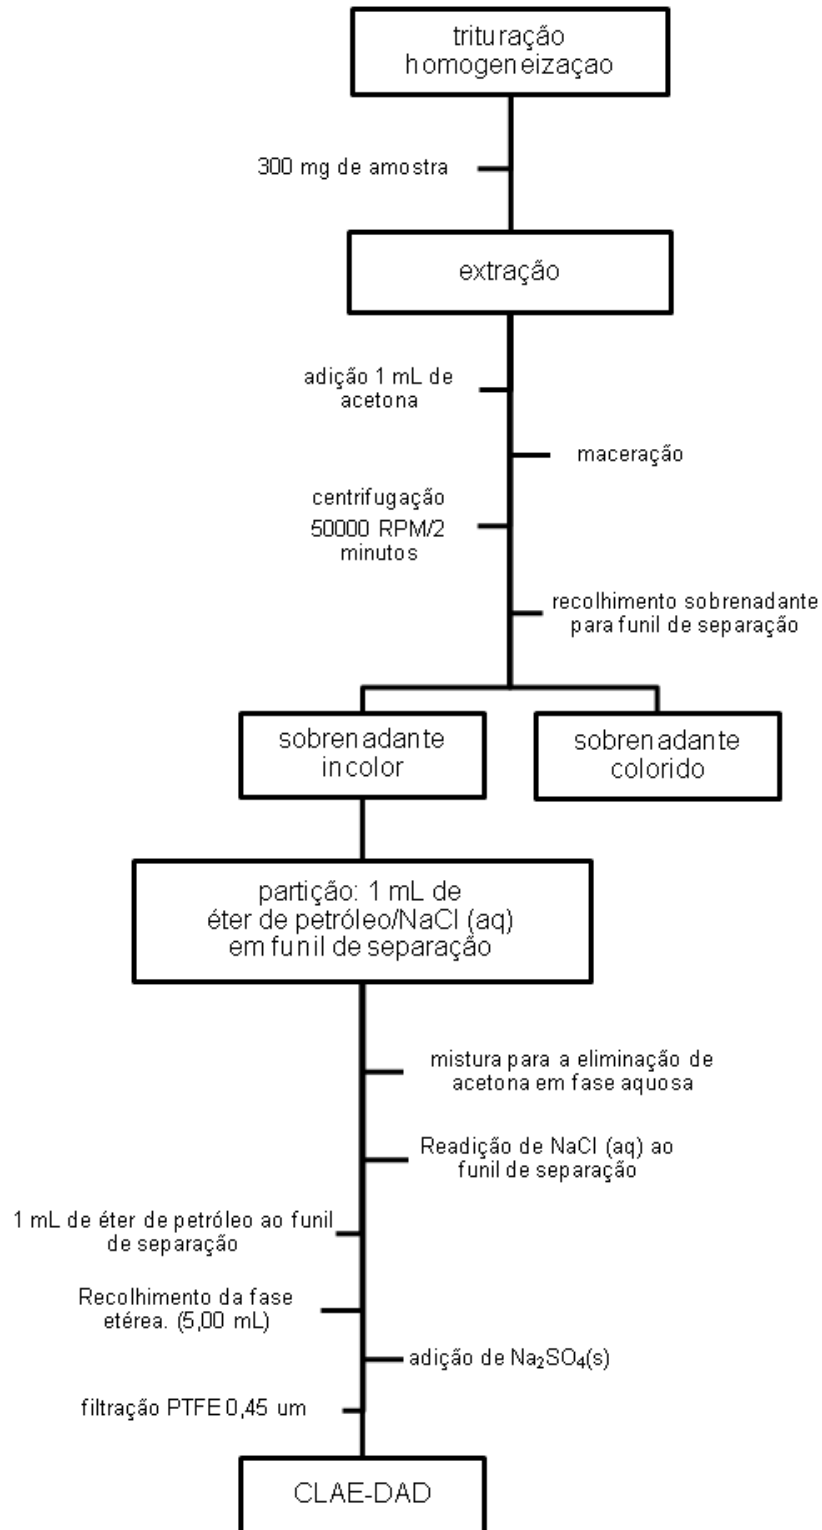 trituração
homogeneizaçao
300 mg de amostra
extração
adição 1 mL de
acetona
maceração
centrifugação
50000 RPM/2
minutos
recolhimento sobrenadante
para funil de separação
sobrenadante
incolor
sobrenadante
colorido
partição: 1 mL de
éter de petróleo/NaCl (aq)
em funil de separação
mistura para a eliminação de
acetona em fase aquosa
Readição de NaCl (aq) ao
funil de separação
1 mL de éter de petróleo ao funil
de separação
Recolhimento da fase
etérea. (5,00 mL)
adição de Na₂SO₄(s)
filtração PTFE 0,45 um
CLAE-DAD